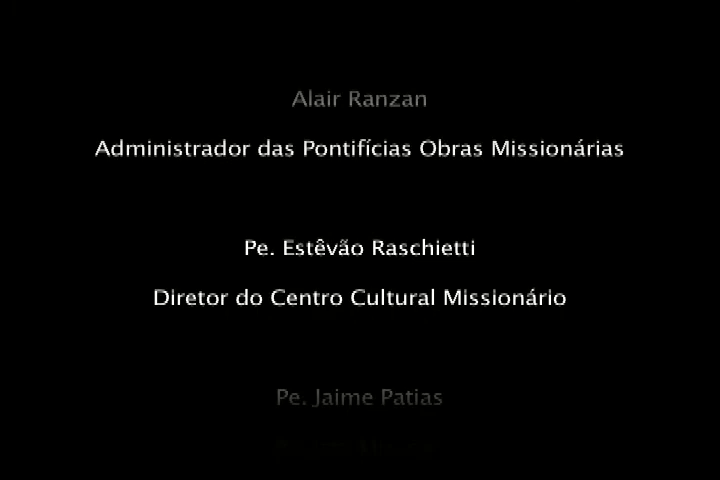 Alair Ranzan
Administrador das Pontifícias Obras Missionárias
Pe. Estêvão Raschietti
Diretor do Centro Cultural Missionário
Pe. Jaime Patias